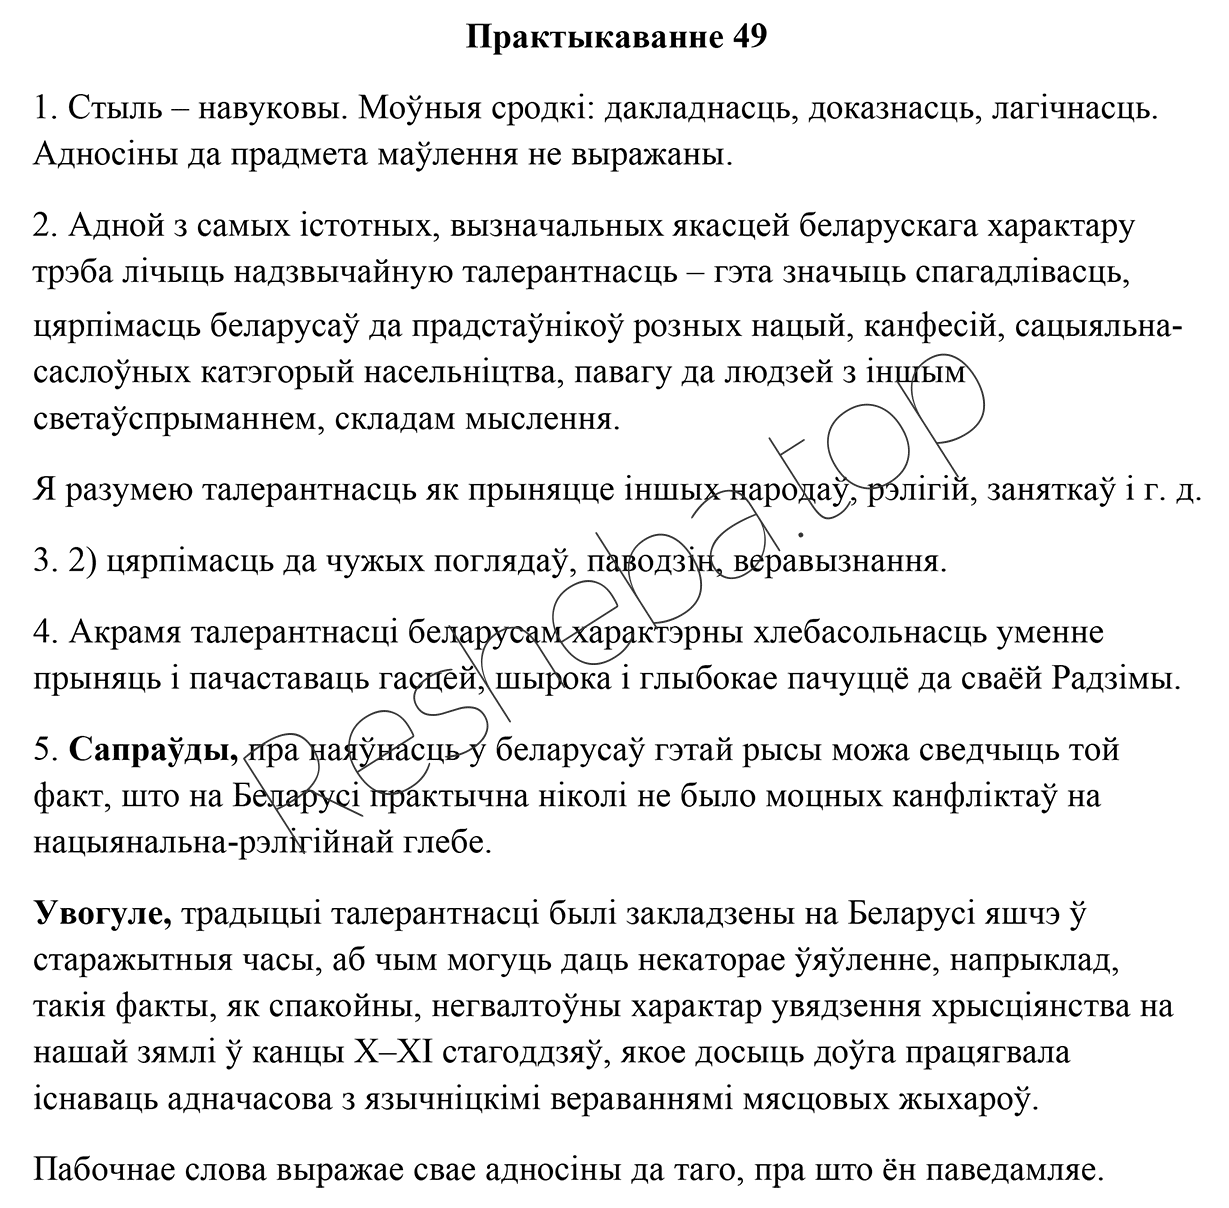 Практыкаванне 49
1. Стыль – навуковы. Моўныя сродкі: дакладнасць, доказнасць, лагічнасць.
Адносіны да прадмета маўлення не выражаны.
2. Адной з самых істотных, вызначальных якасцей беларускага характару
трэба лічыць надзвычайную талерантнасць – гэта значыць спагадлівасць,
цярпімасць беларусаў да прадстаўнікоў розных нацый, канфесій, сацыяльна-
саслоўных катэгорый насельніцтва, павагу да людзей з іншым
светаўспрыманнем, складам мыслення.
Я разумею талерантнасць як прыняцце іншых народаў, рэлігій, заняткаў і г. д.
3. 2) цярпімасць да чужых поглядаў, паводзін, веравызнання.
4. Акрамя талерантнасці беларусам характэрны хлебасольнасць уменне
прыняць і пачаставаць гасцей, шырока і глыбокае пачуццё да сваёй Радзімы.
5. Сапраўды, пра наяўнасць у беларусаў гэтай рысы можа сведчыць той
факт, што на Беларусі практычна ніколі не было моцных канфліктаў на
нацыянальна-рэлігійнай глебе.
Увогуле, традыцыі талерантнасці былі закладзены на Беларусі яшчэ ў
старажытныя часы, аб чым могуць даць некаторае ўяўленне, напрыклад,
такія факты, як спакойны, негвалтоўны характар увядзення хрысціянства на
нашай зямлі ў канцы X–XI стагоддзяў, якое досыць доўга працягвала
існаваць адначасова з язычніцкімі вераваннямі мясцовых жыхароў.
Пабочнае слова выражае свае адносіны да таго, пра што ён паведамляе.
Resheba.top